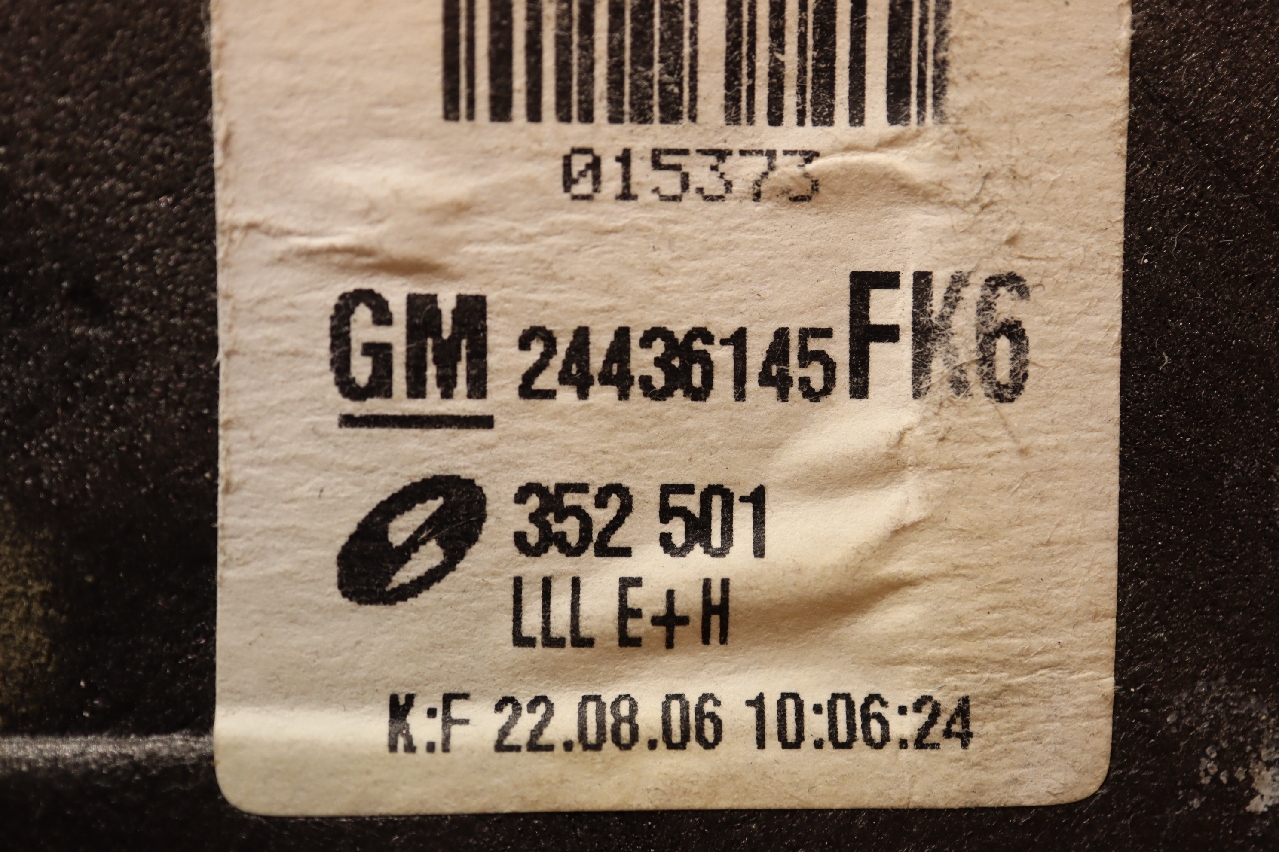 015373
GM 24436145 FK6
352 501
LLL E+H
K:F 22.08.06 10:06:24